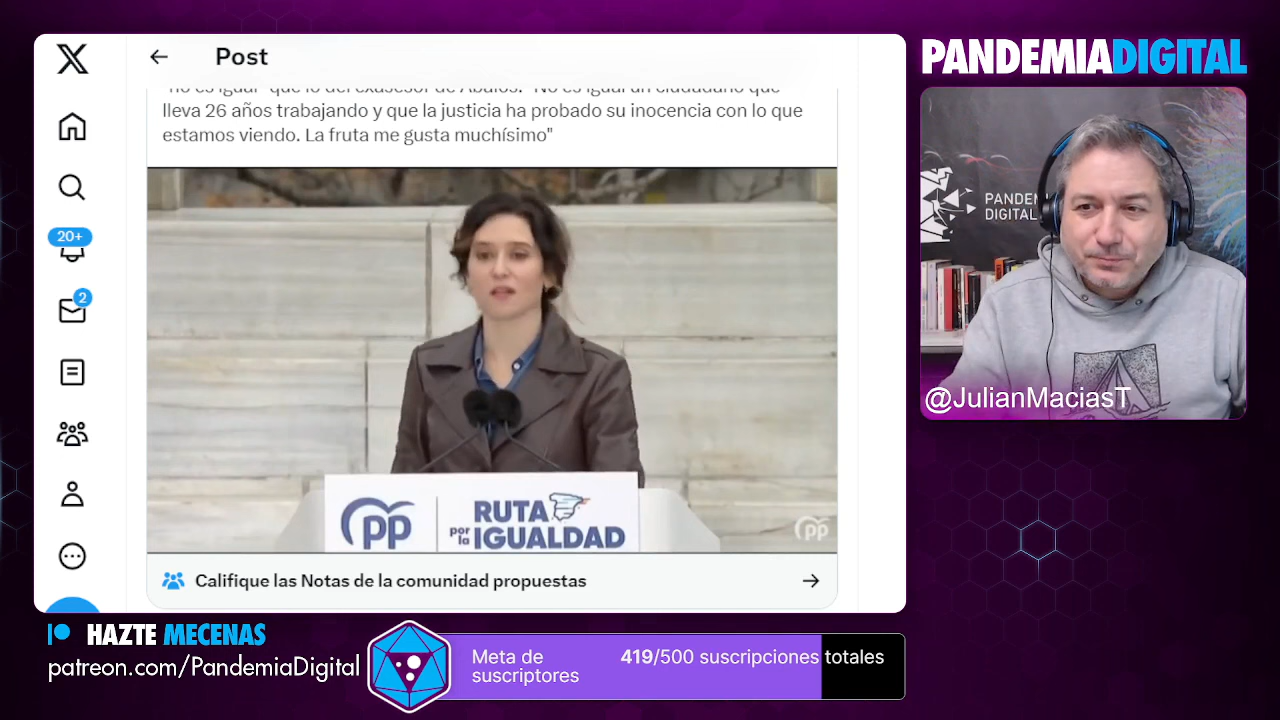 Post
"no es igual" que lo del exasesor de Ábalos: "No es igual un ciudadano que
lleva 26 años trabajando y que la justicia ha probado su inocencia con lo que
estamos viendo. La fruta me gusta muchísimo"
20+
2
pp
RUTA
por la IGUALDAD
pp
Califique las Notas de la comunidad propuestas
PANDEMIADIGITAL
PANDEM
DIGITAL
@JulianMaciasT
HAZTE MECENAS
patreon.com/PandemiaDigital
Meta de
suscriptores
419/500 suscripciones totales